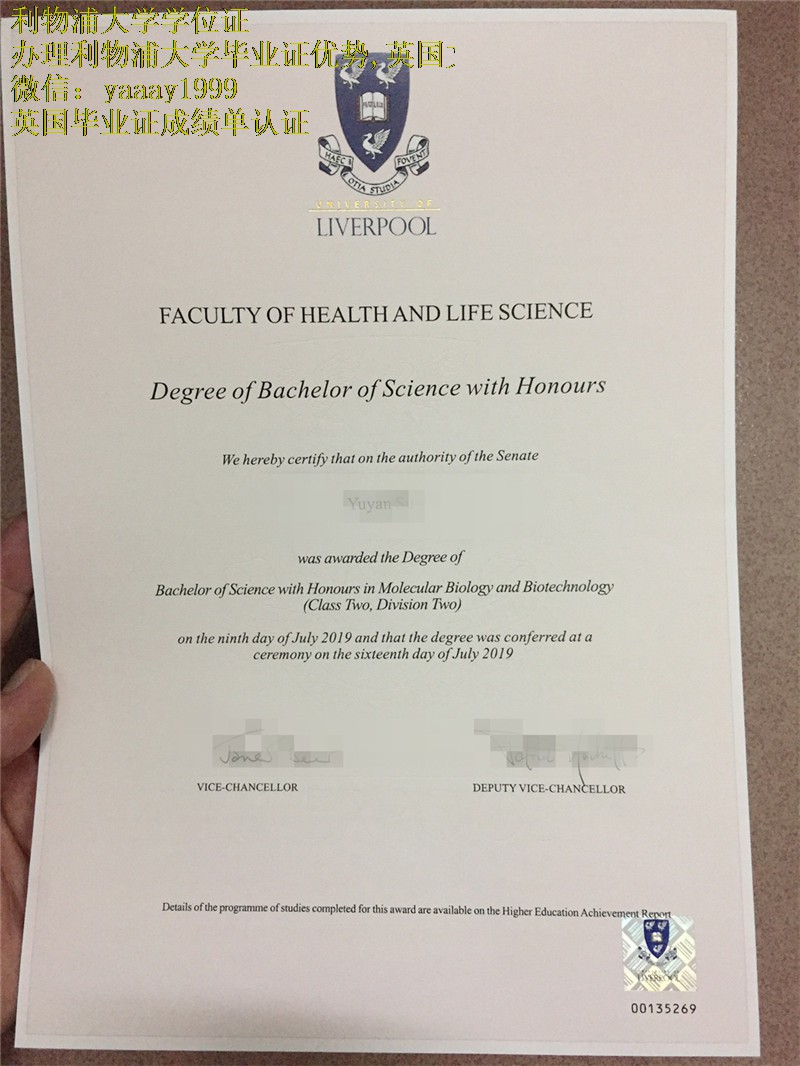 利物浦大学学位证
办理利物浦大学毕业证优势,英国
微信：yaaay1999
英国毕业证成绩单认证
HAEC OTIA STUDIA FOVENT
UNIVERSITY OF
LIVERPOOL
FACULTY OF HEALTH AND LIFE SCIENCE
Degree of Bachelor of Science with Honours
We hereby certify that on the authority of the Senate
Yuyan
was awarded the Degree of
Bachelor of Science with Honours in Molecular Biology and Biotechnology
(Class Two, Division Two)
on the ninth day of July 2019 and that the degree was conferred at a
ceremony on the sixteenth day of July 2019
VICE-CHANCELLOR
DEPUTY VICE-CHANCELLOR
Details of the programme of studies completed for this award are available on the Higher Education Achievement Report
LIVERPOOL
00135269